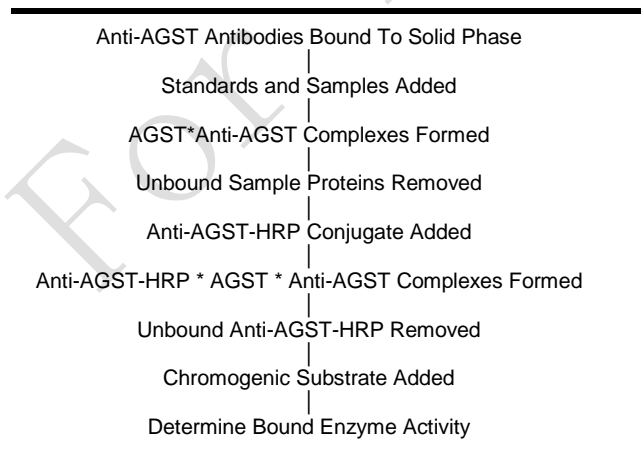 For
Anti-AGST Antibodies Bound To Solid Phase
Standards and Samples Added
AGST*Anti-AGST Complexes Formed
Unbound Sample Proteins Removed
Anti-AGST-HRP Conjugate Added
Anti-AGST-HRP * AGST * Anti-AGST Complexes Formed
Unbound Anti-AGST-HRP Removed
Chromogenic Substrate Added
Determine Bound Enzyme Activity